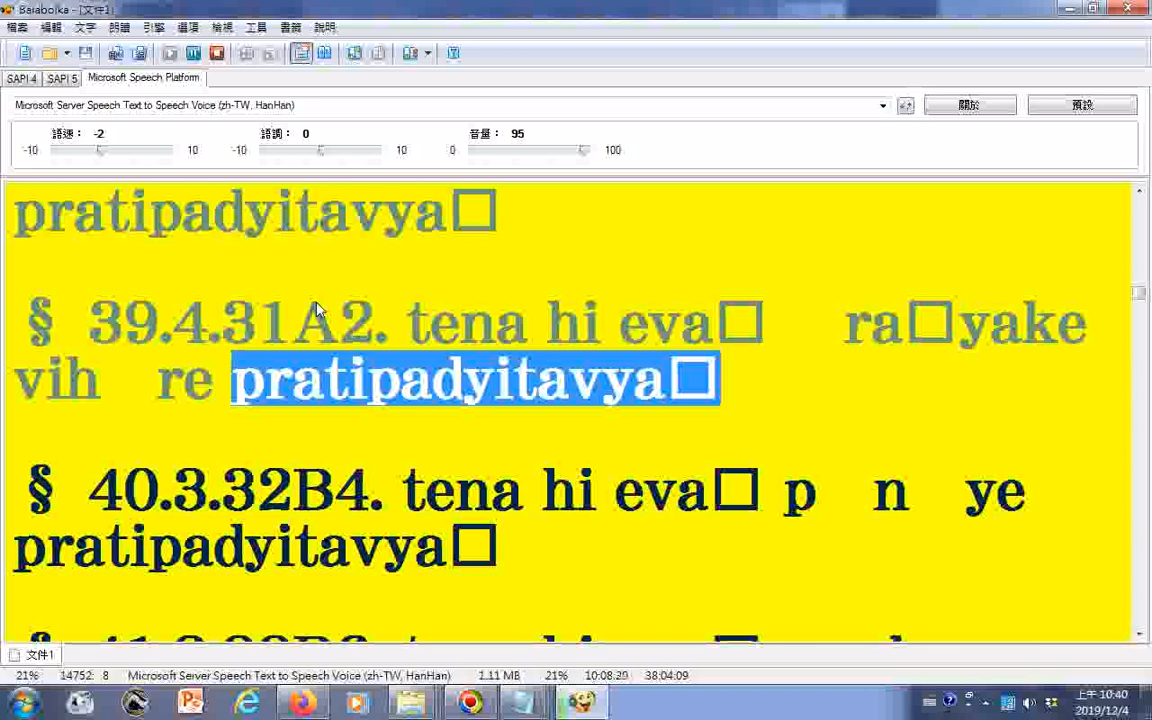 Balabolka - [文件1]
檔案 編輯 文字 朗讀 引擎 選項 檢視 工具 書籤 說明
SAPI 4 SAPI 5 Microsoft Speech Platform
Microsoft Server Speech Text to Speech Voice (zh-TW, HanHan) 關於 預設
語速： -2 語調： 0 音量： 95
-10 10 -10 10 0 100
pratipadyitavya□
§ 39.4.31A2. tena hi eva□ ra□yake
vih re pratipadyitavya□
§ 40.3.32B4. tena hi eva□ p n ye
pratipadyitavya□
文件1
21% 14752: 8 Microsoft Server Speech Text to Speech Voice (zh-TW, HanHan) 1.11 MB 21% 10:08:29 38:04:09
上午 10:40
2019/12/4